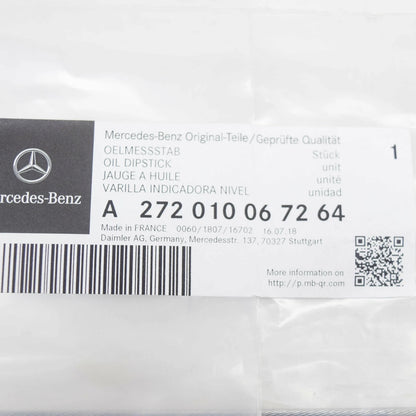 Mercedes-Benz Original-Teile/Geprüfte Qualität
OELMESSSTAB Stück 1
OIL DIPSTICK unit
JAUGE A HUILE unité
VARILLA INDICADORA NIVEL unidad
rcedes-Benz
A 272 010 06 72 64
Made in FRANCE 0060/1807/16702 16.07.18
Daimler AG, Germany, Mercedesstr. 137, 70327 Stuttgart
More information on
http://p.mb-qr.com